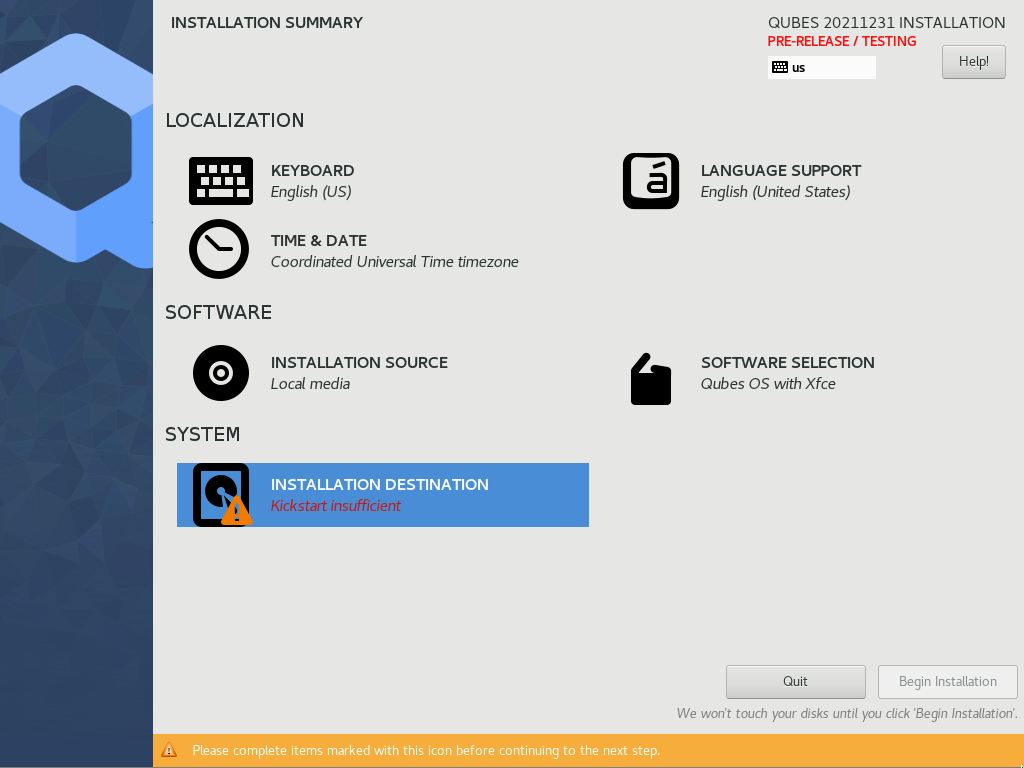 INSTALLATION SUMMARY
QUBES 20211231 INSTALLATION
PRE-RELEASE / TESTING
us
Help!
LOCALIZATION
KEYBOARD
English (US)
LANGUAGE SUPPORT
English (United States)
TIME & DATE
Coordinated Universal Time timezone
SOFTWARE
INSTALLATION SOURCE
Local media
SOFTWARE SELECTION
Qubes OS with Xfce
SYSTEM
INSTALLATION DESTINATION
Kickstart insufficient
Quit
Begin Installation
We won't touch your disks until you click 'Begin Installation'.
Please complete items marked with this icon before continuing to the next step.